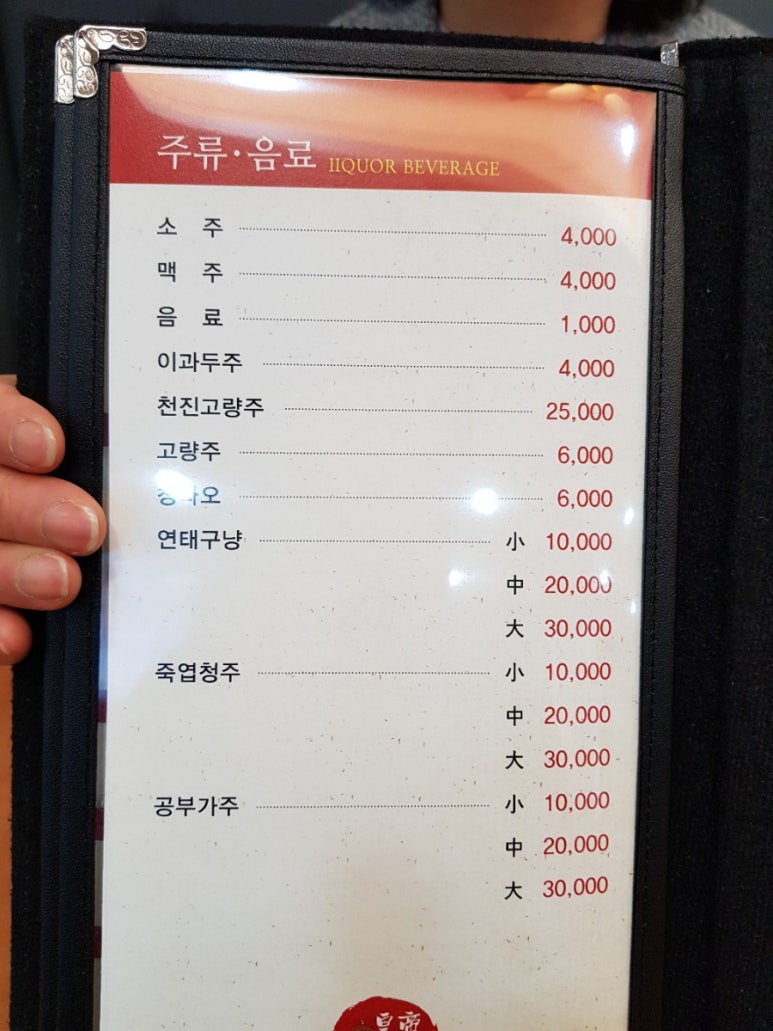 주류·음료 IIQUOR BEVERAGE
소 주 4,000
맥 주 4,000
음 료 1,000
이과두주 4,000
천진고량주 25,000
고량주 6,000
6,000
연태구냥 小 10,000
中 20,000
大 30,000
죽엽청주 小 10,000
中 20,000
大 30,000
공부가주 小 10,000
中 20,000
大 30,000
皇帝